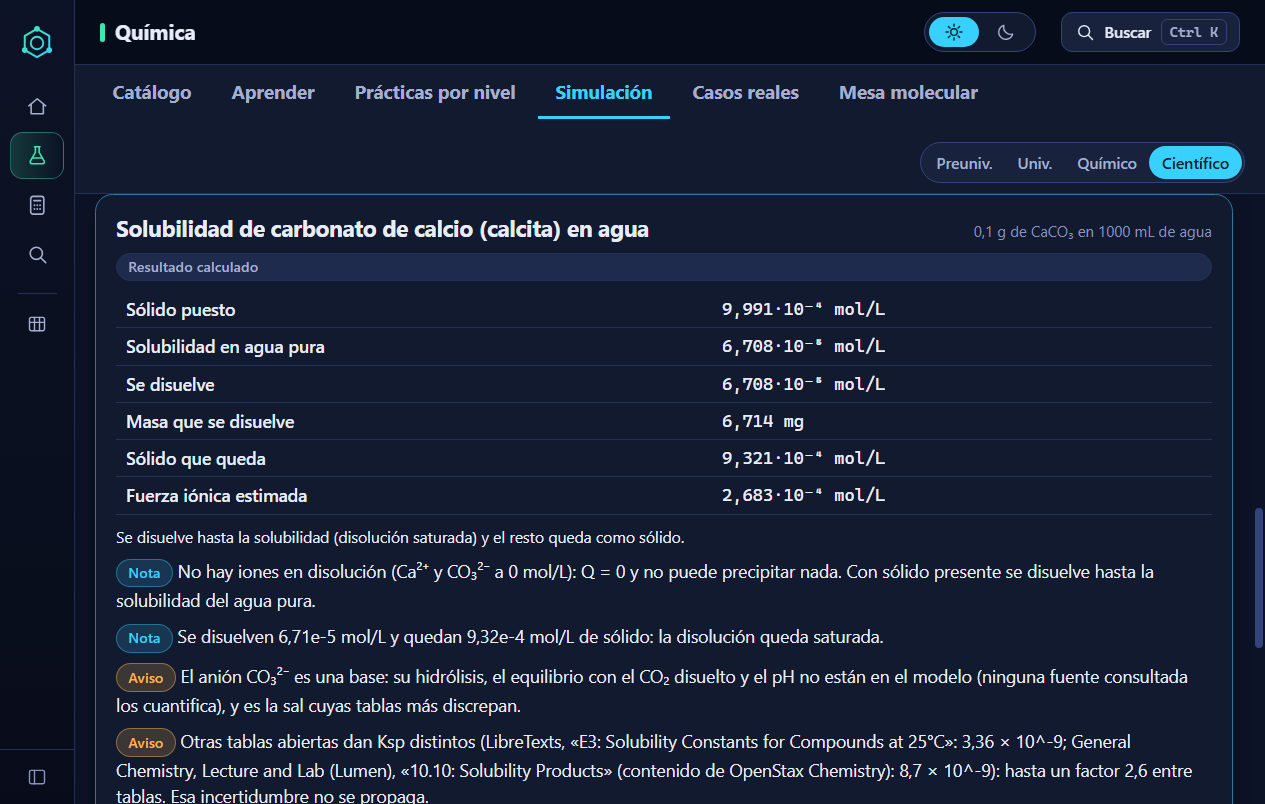 Química
Buscar Ctrl K
Catálogo Aprender Prácticas por nivel Simulación Casos reales Mesa molecular
Preuniv. Univ. Químico Científico
Solubilidad de carbonato de calcio (calcita) en agua
0,1 g de CaCO₃ en 1000 mL de agua
Resultado calculado
Sólido puesto 9,991·10⁻⁴ mol/L
Solubilidad en agua pura 6,708·10⁻⁵ mol/L
Se disuelve 6,708·10⁻⁵ mol/L
Masa que se disuelve 6,714 mg
Sólido que queda 9,321·10⁻⁴ mol/L
Fuerza iónica estimada 2,683·10⁻⁴ mol/L
Se disuelve hasta la solubilidad (disolución saturada) y el resto queda como sólido.
Nota No hay iones en disolución (Ca²⁺ y CO₃²⁻ a 0 mol/L): Q = 0 y no puede precipitar nada. Con sólido presente se disuelve hasta la
solubilidad del agua pura.
Nota Se disuelven 6,71e-5 mol/L y quedan 9,32e-4 mol/L de sólido: la disolución queda saturada.
Aviso El anión CO₃²⁻ es una base: su hidrólisis, el equilibrio con el CO₂ disuelto y el pH no están en el modelo (ninguna fuente consultada
los cuantifica), y es la sal cuyas tablas más discrepan.
Aviso Otras tablas abiertas dan Ksp distintos (LibreTexts, «E3: Solubility Constants for Compounds at 25°C»: 3,36 × 10^-9; General
Chemistry, Lecture and Lab (Lumen), «10.10: Solubility Products» (contenido de OpenStax Chemistry): 8,7 × 10^-9): hasta un factor 2,6 entre
tablas. Esa incertidumbre no se propaga.